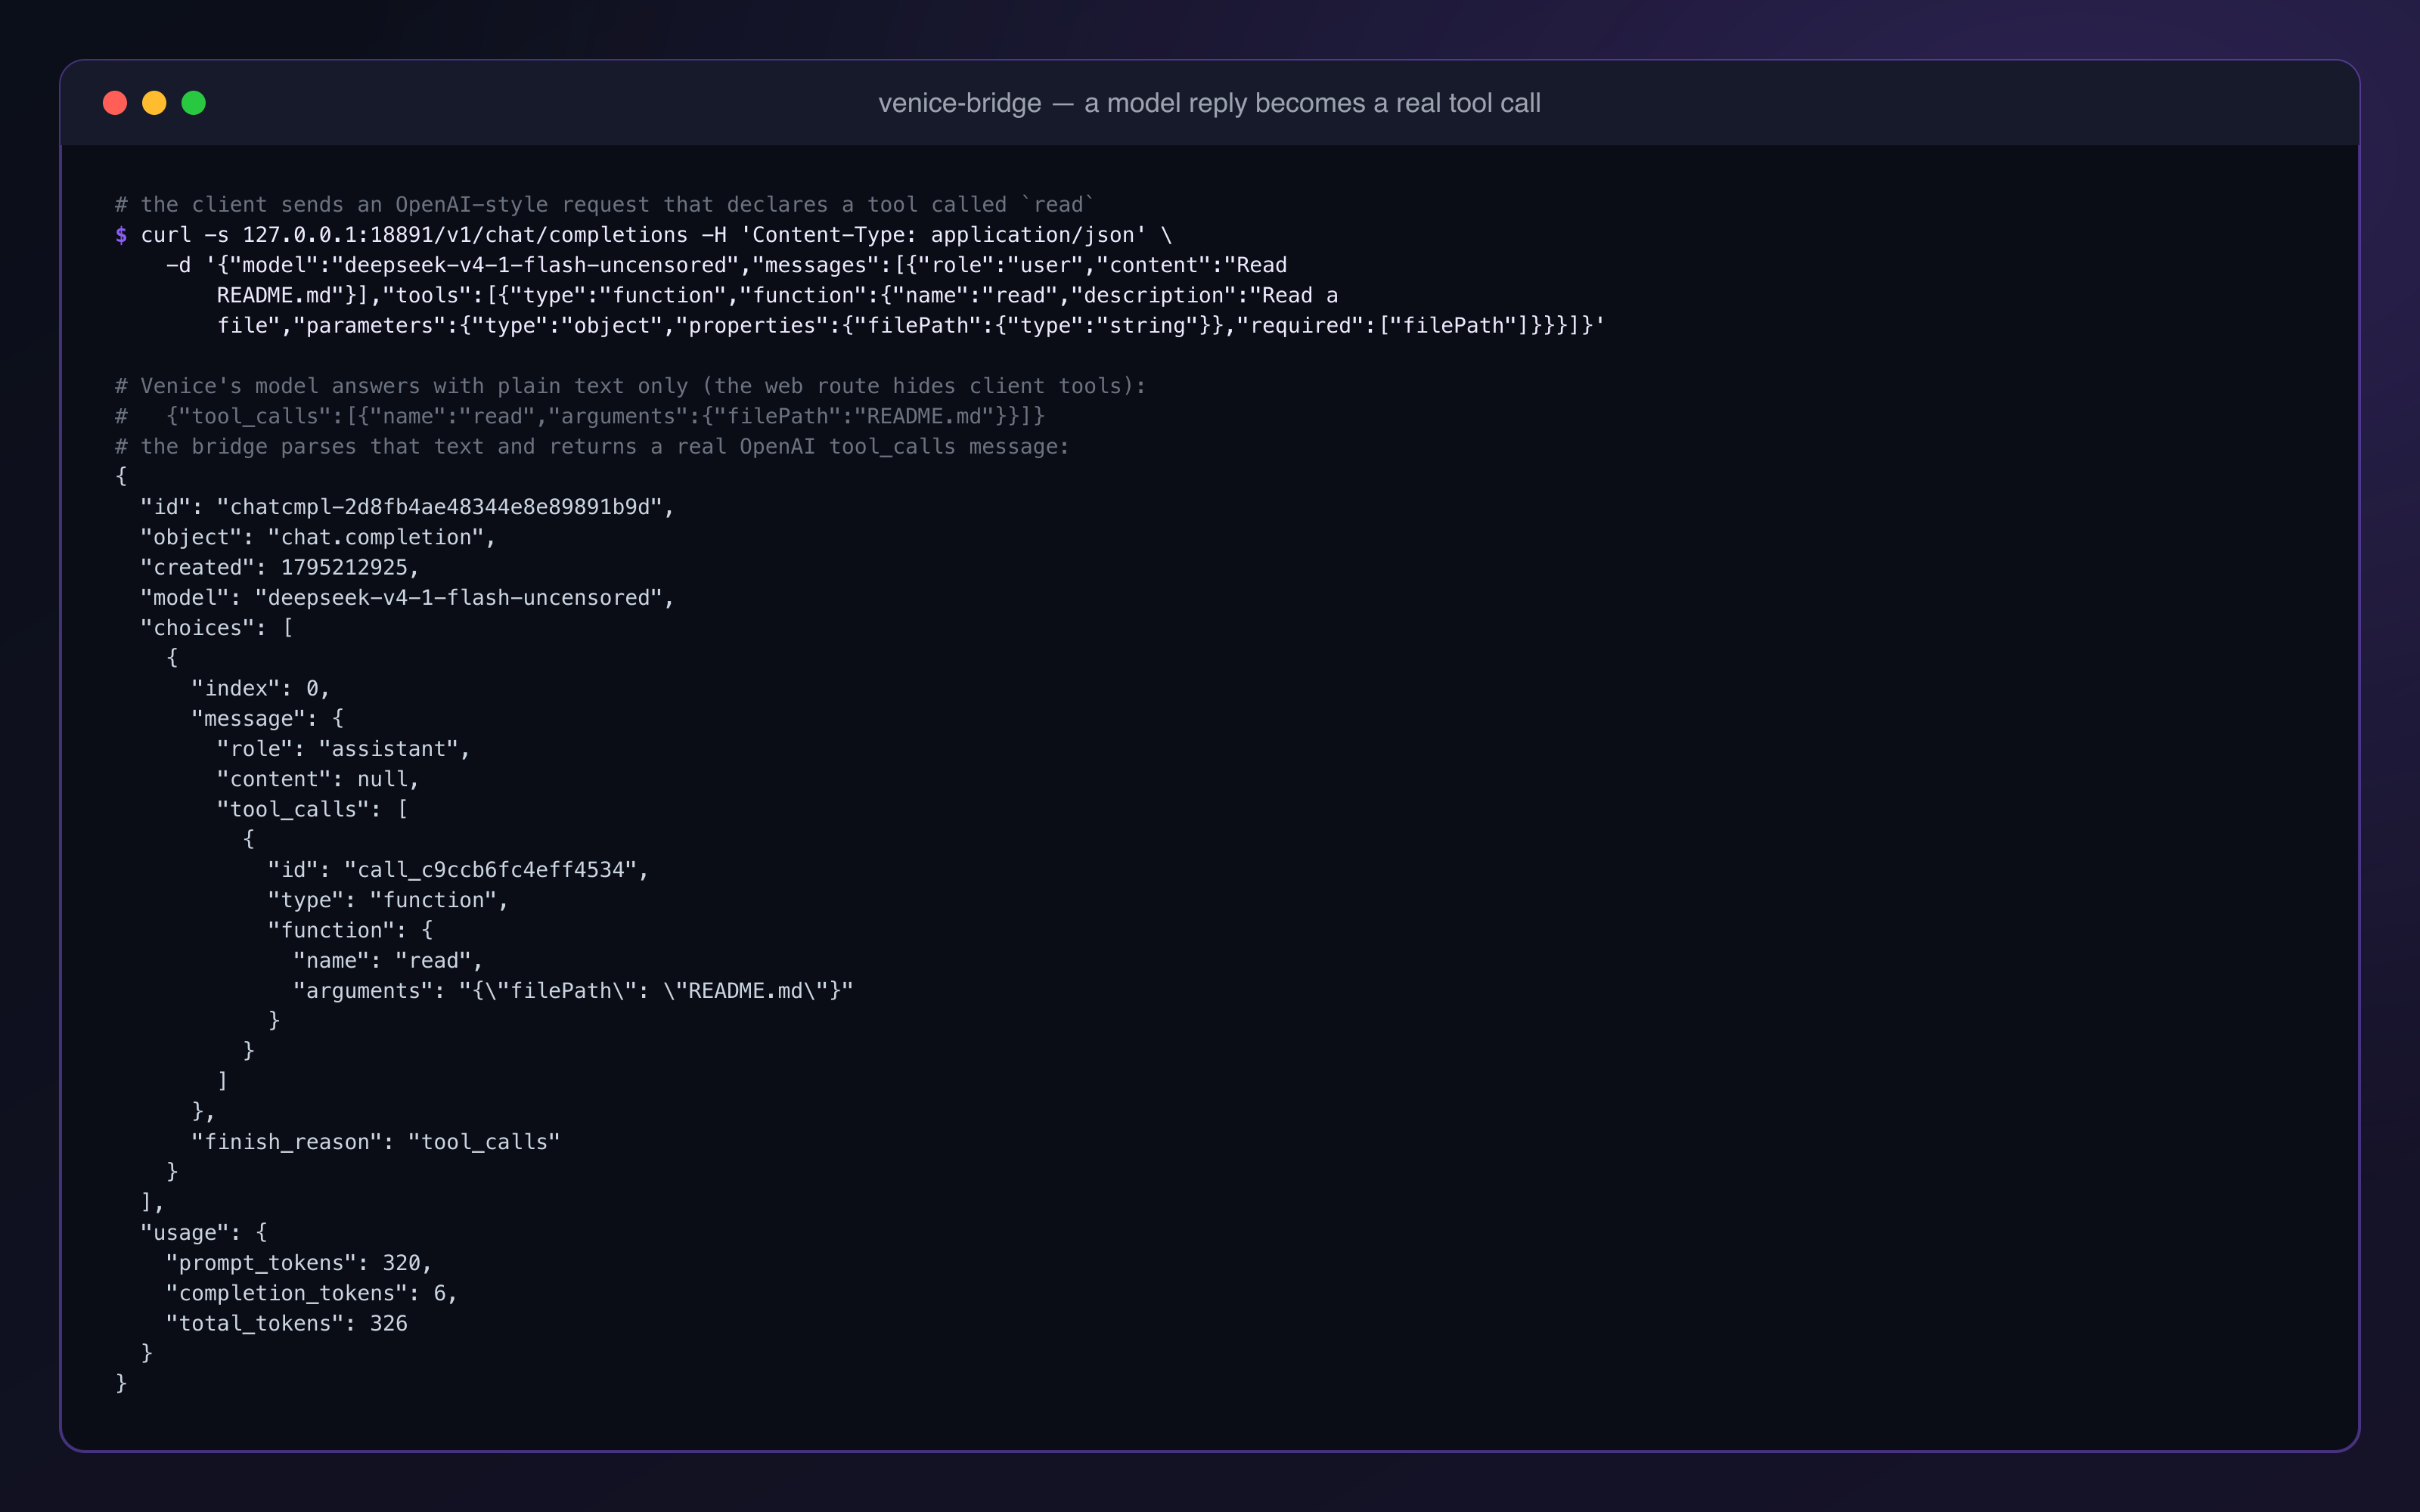 venice-bridge — a model reply becomes a real tool call
# the client sends an OpenAI-style request that declares a tool called `read`
$ curl -s 127.0.0.1:18891/v1/chat/completions -H 'Content-Type: application/json' \
    -d '{"model":"deepseek-v4-1-flash-uncensored","messages":[{"role":"user","content":"Read
        README.md"}],"tools":[{"type":"function","function":{"name":"read","description":"Read a
        file","parameters":{"type":"object","properties":{"filePath":{"type":"string"}},"required":["filePath"]}}}]}'
# Venice's model answers with plain text only (the web route hides client tools):
#   {"tool_calls":[{"name":"read","arguments":{"filePath":"README.md"}}]}
# the bridge parses that text and returns a real OpenAI tool_calls message:
{
  "id": "chatcmpl-2d8fb4ae48344e8e89891b9d",
  "object": "chat.completion",
  "created": 1795212925,
  "model": "deepseek-v4-1-flash-uncensored",
  "choices": [
    {
      "index": 0,
      "message": {
        "role": "assistant",
        "content": null,
        "tool_calls": [
          {
            "id": "call_c9ccb6fc4eff4534",
            "type": "function",
            "function": {
              "name": "read",
              "arguments": "{\"filePath\": \"README.md\"}"
            }
          }
        ]
      },
      "finish_reason": "tool_calls"
    }
  ],
  "usage": {
    "prompt_tokens": 320,
    "completion_tokens": 6,
    "total_tokens": 326
  }
}